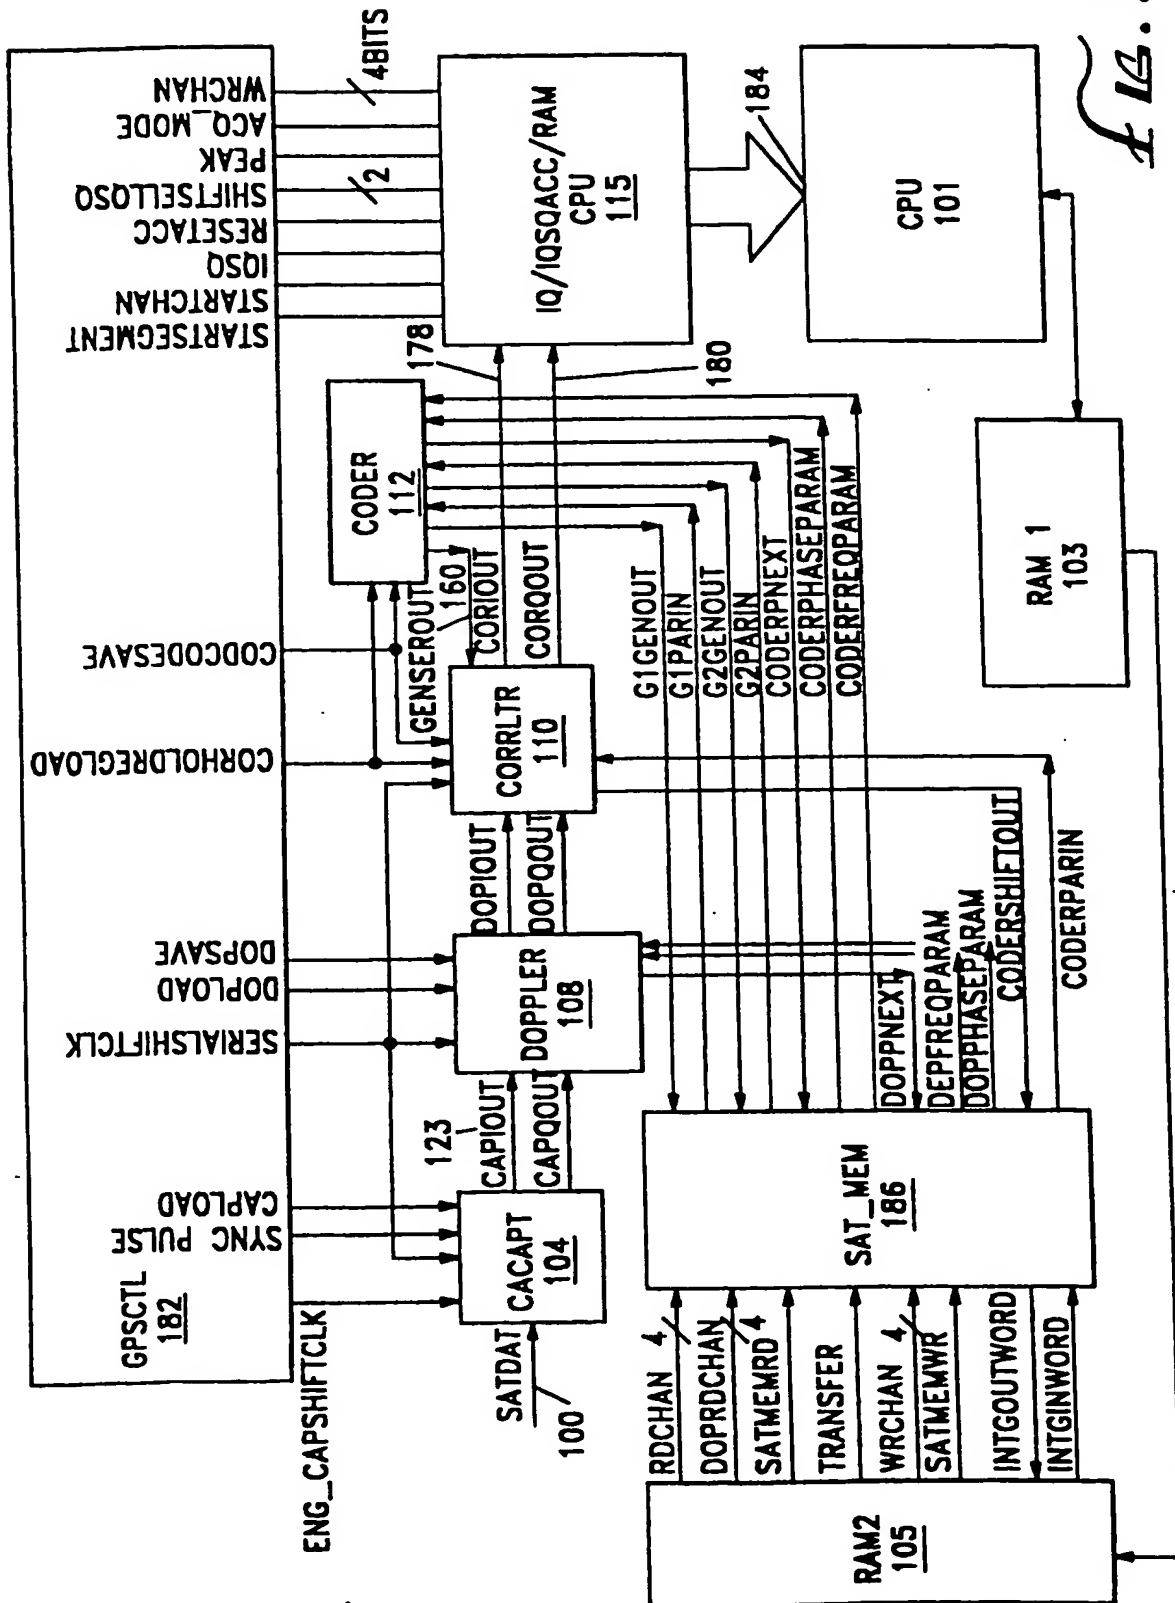 GPSCTL
182
ENG_CAPSHIFTCLK
SYNC PULSE
CAPLOAD
SERIALSHIFTCLK
DOPLOAD
DOPSAVE
CORHOLDREGLOAD
CODCODESAVE
STARTSEGMENT
STARTCHAN
IQSQ
RESETACC
SHIFTSELLQSQ
2
PEAK
ACQ_MODE
WRCHAN
4BITS
SATDAT
100
CACAPT
104
123
CAPIOUT
CAPQOUT
DOPPLER
108
DOPIOUT
DOPQOUT
CORRLTR
110
GENSEROUT
160
CORIOUT
CORQOUT
CODER
112
178
180
IQ/IQSQACC/RAM
CPU
115
184
CPU
101
RAM 1
103
G1GENOUT
G1PARIN
G2GENOUT
G2PARIN
CODERPNEXT
CODERPHASEPARAM
CODERFREQPARAM
DOPPNEXT
DEPFREQPARAM
DOPPHASEPARAM
CODERSHIFTOUT
CODERPARIN
SAT_MEM
186
RDCHAN 4
DOPRDCHAN 4
SATMEMRD
TRANSFER
WRCHAN 4
SATMEMWR
INTGOUTWORD
INTGINWORD
RAM2
105